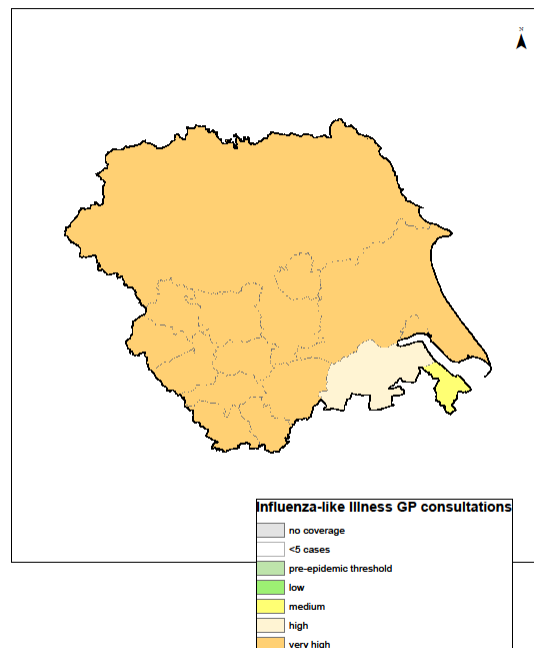 N
Influenza-like Illness GP consultations
no coverage
<5 cases
pre-epidemic threshold
low
medium
high
very high